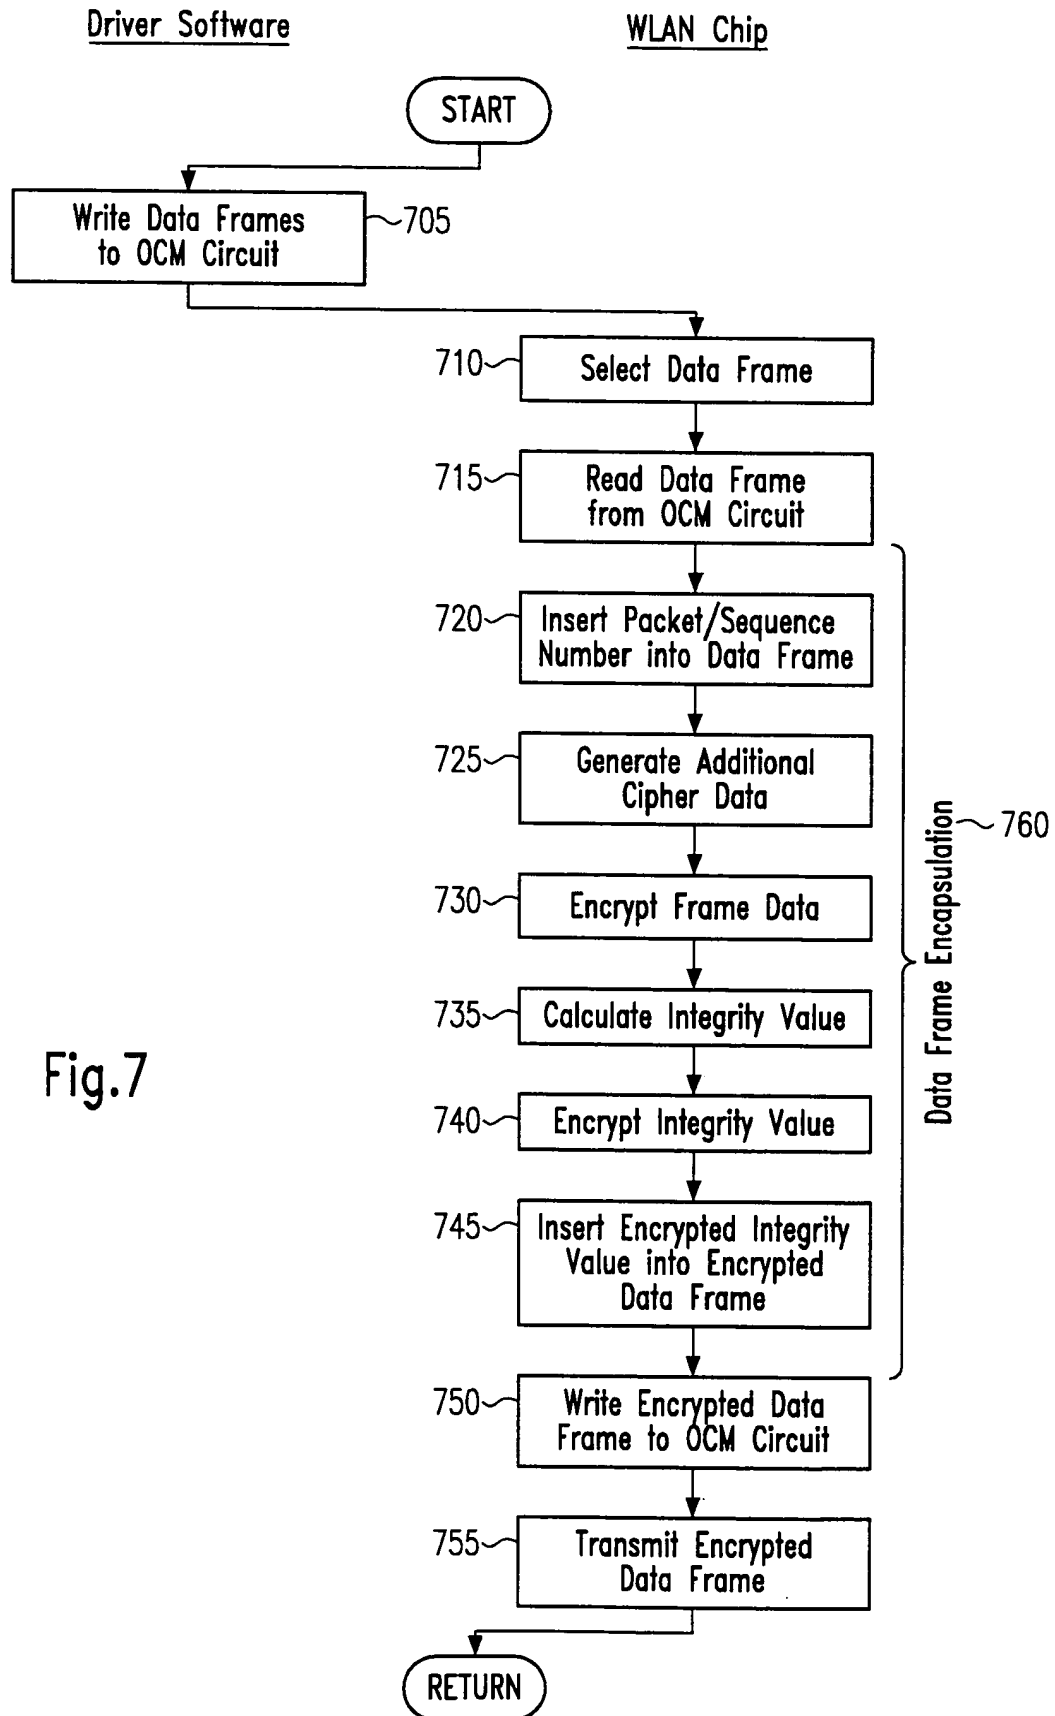 Driver Software
WLAN Chip
START
Write Data Frames
to OCM Circuit
705
710
Select Data Frame
715
Read Data Frame
from OCM Circuit
720
Insert Packet/Sequence
Number into Data Frame
725
Generate Additional
Cipher Data
730
Encrypt Frame Data
735
Calculate Integrity Value
740
Encrypt Integrity Value
745
Insert Encrypted Integrity
Value into Encrypted
Data Frame
750
Write Encrypted Data
Frame to OCM Circuit
755
Transmit Encrypted
Data Frame
RETURN
Data Frame Encapsulation
760
Fig.7